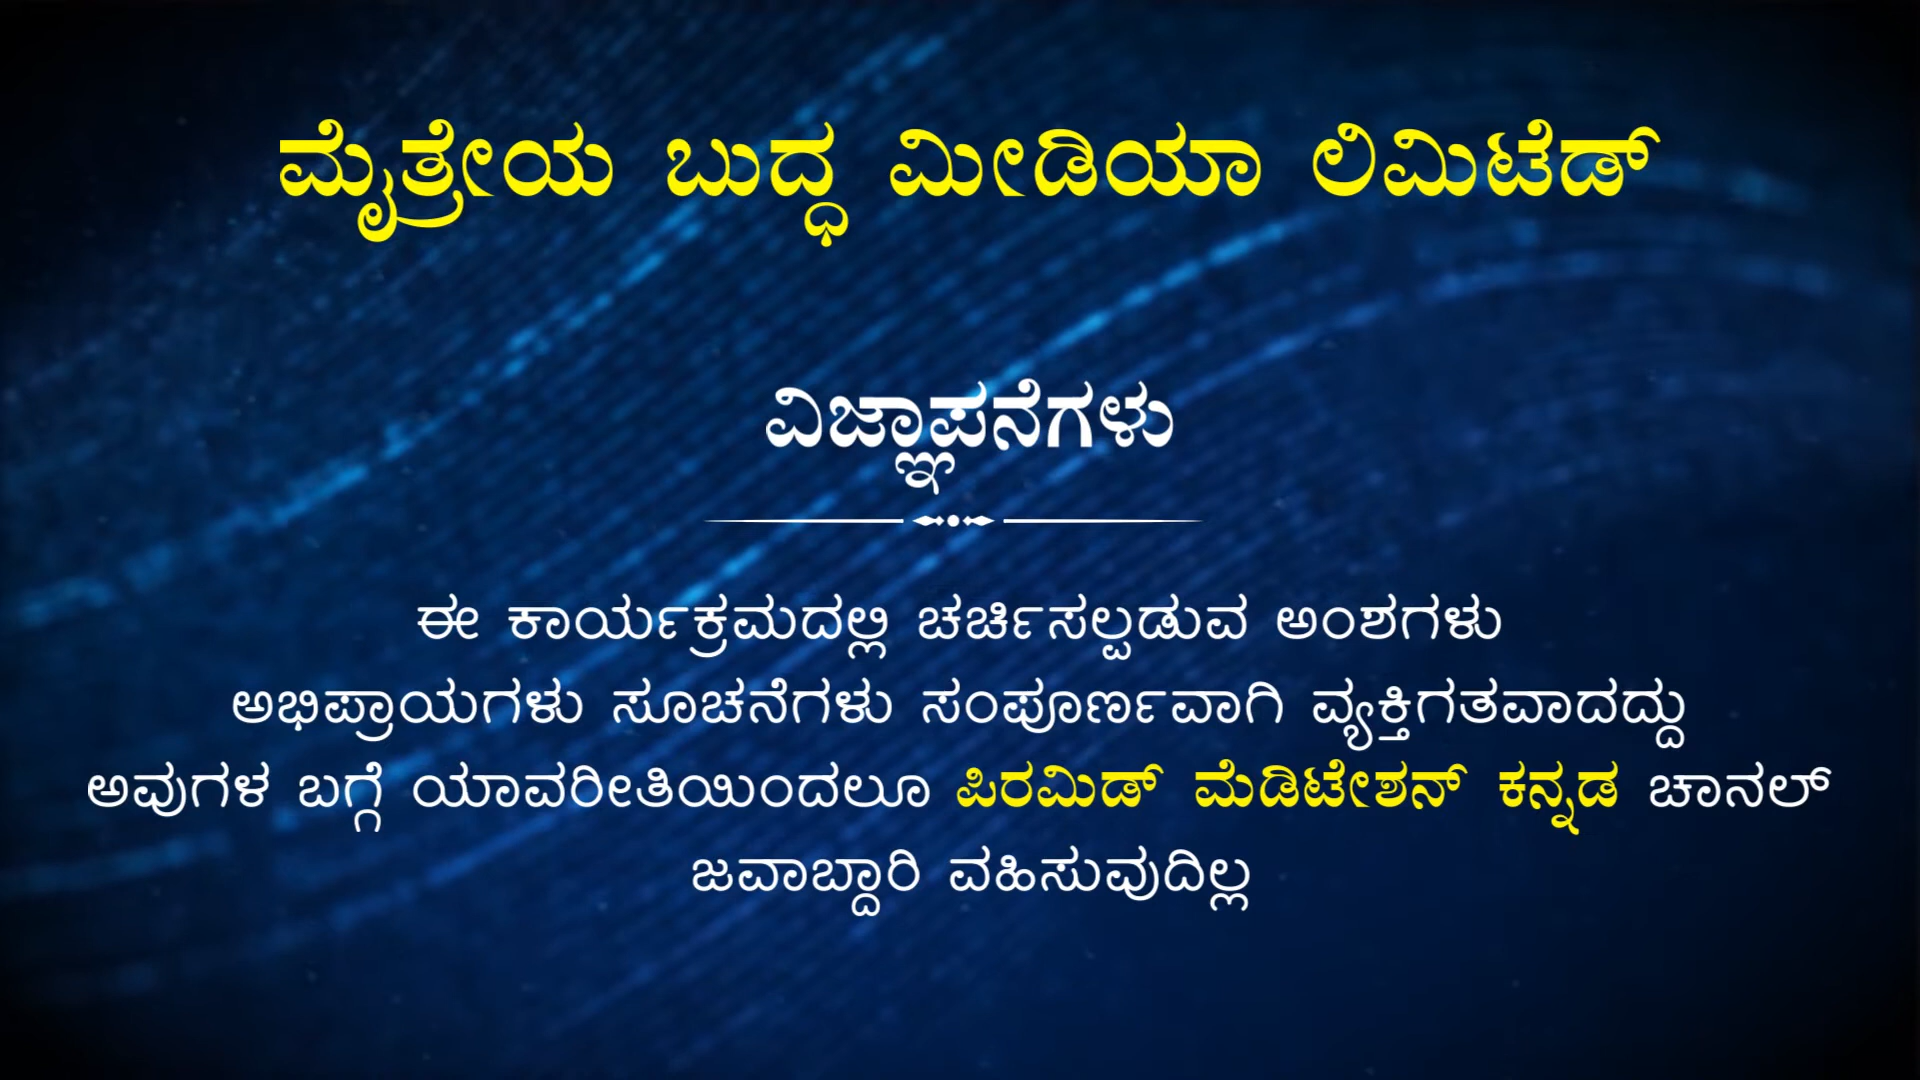 ಮೈತ್ರೇಯ ಬುದ್ಧ ಮೀಡಿಯಾ ಲಿಮಿಟೆಡ್
ವಿಜ್ಞಾಪನೆಗಳು
ಈ ಕಾರ್ಯಕ್ರಮದಲ್ಲಿ ಚರ್ಚಿಸಲ್ಪಡುವ ಅಂಶಗಳು
ಅಭಿಪ್ರಾಯಗಳು ಸೂಚನೆಗಳು ಸಂಪೂರ್ಣವಾಗಿ ವ್ಯಕ್ತಿಗತವಾದದ್ದು
ಅವುಗಳ ಬಗ್ಗೆ ಯಾವರೀತಿಯಿಂದಲೂ ಪಿರಮಿಡ್ ಮೆಡಿಟೇಶನ್ ಕನ್ನಡ ಚಾನಲ್
ಜವಾಬ್ದಾರಿ ವಹಿಸುವುದಿಲ್ಲ